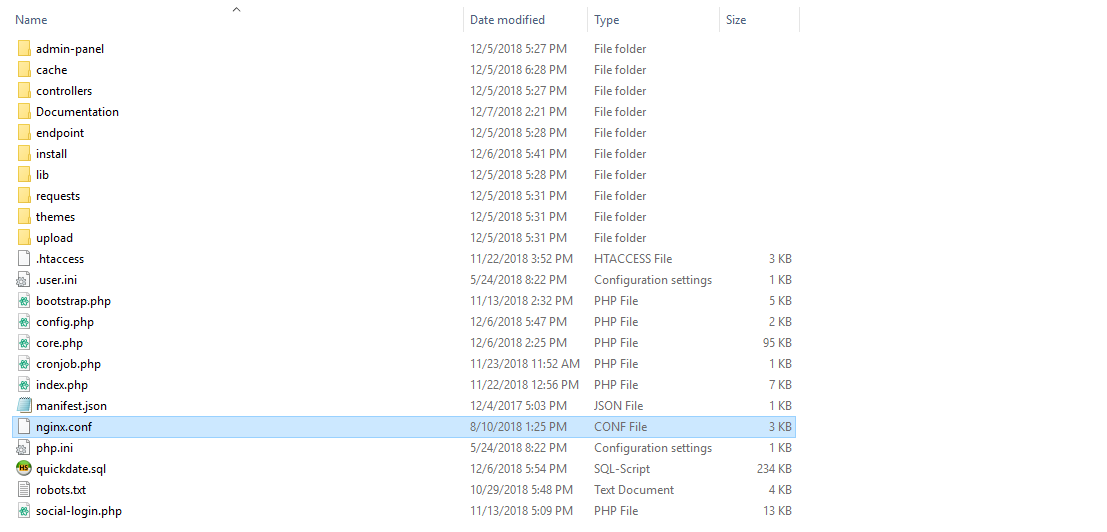 Name Date modified Type Size
admin-panel 12/5/2018 5:27 PM File folder
cache 12/5/2018 6:28 PM File folder
controllers 12/5/2018 5:27 PM File folder
Documentation 12/7/2018 2:21 PM File folder
endpoint 12/5/2018 5:28 PM File folder
install 12/6/2018 5:41 PM File folder
lib 12/5/2018 5:28 PM File folder
requests 12/5/2018 5:31 PM File folder
themes 12/5/2018 5:31 PM File folder
upload 12/5/2018 5:31 PM File folder
.htaccess 11/22/2018 3:52 PM HTACCESS File 3 KB
.user.ini 5/24/2018 8:22 PM Configuration settings 1 KB
bootstrap.php 11/13/2018 2:32 PM PHP File 5 KB
config.php 12/6/2018 5:47 PM PHP File 2 KB
core.php 12/6/2018 2:25 PM PHP File 95 KB
cronjob.php 11/23/2018 11:52 AM PHP File 1 KB
index.php 11/22/2018 12:56 PM PHP File 7 KB
manifest.json 12/4/2017 5:03 PM JSON File 1 KB
nginx.conf 8/10/2018 1:25 PM CONF File 3 KB
php.ini 5/24/2018 8:22 PM Configuration settings 1 KB
HS quickdate.sql 12/6/2018 5:54 PM SQL-Script 234 KB
robots.txt 10/29/2018 5:48 PM Text Document 4 KB
social-login.php 11/13/2018 5:09 PM PHP File 13 KB